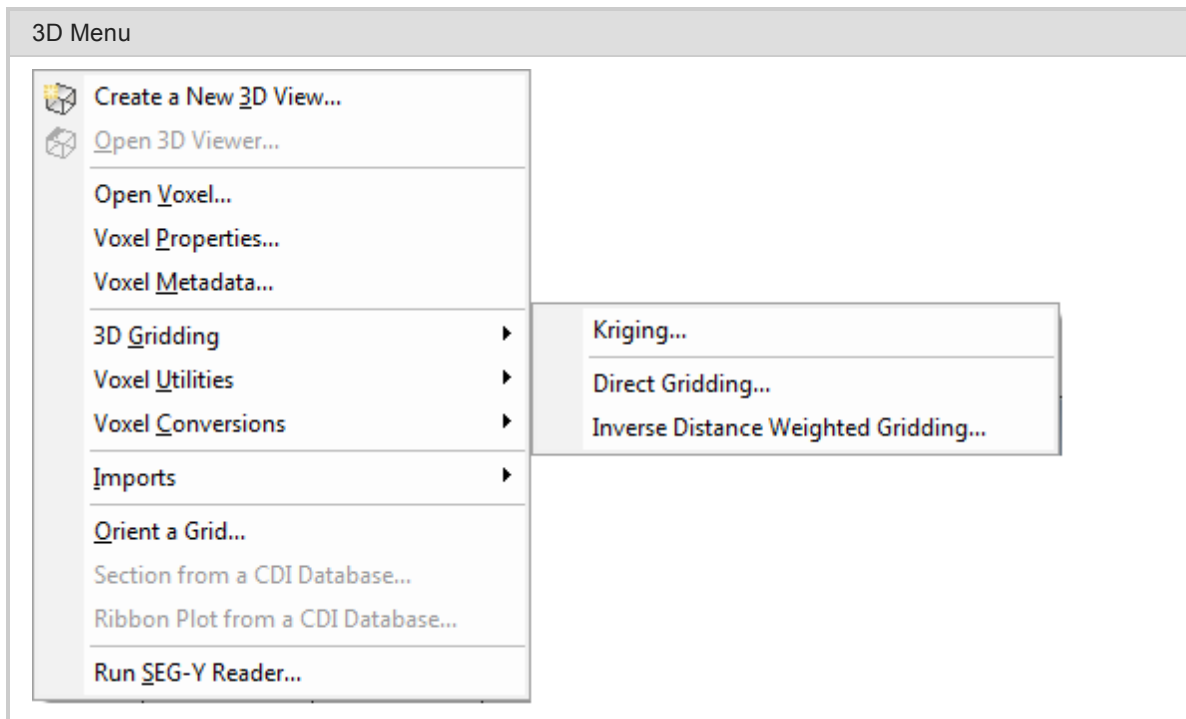 3D Menu
Create a New 3D View...
Open 3D Viewer...
Open Voxel...
Voxel Properties...
Voxel Metadata...
3D Gridding
Voxel Utilities
Voxel Conversions
Imports
Orient a Grid...
Section from a CDI Database...
Ribbon Plot from a CDI Database...
Run SEG-Y Reader...
Kriging...
Direct Gridding...
Inverse Distance Weighted Gridding...